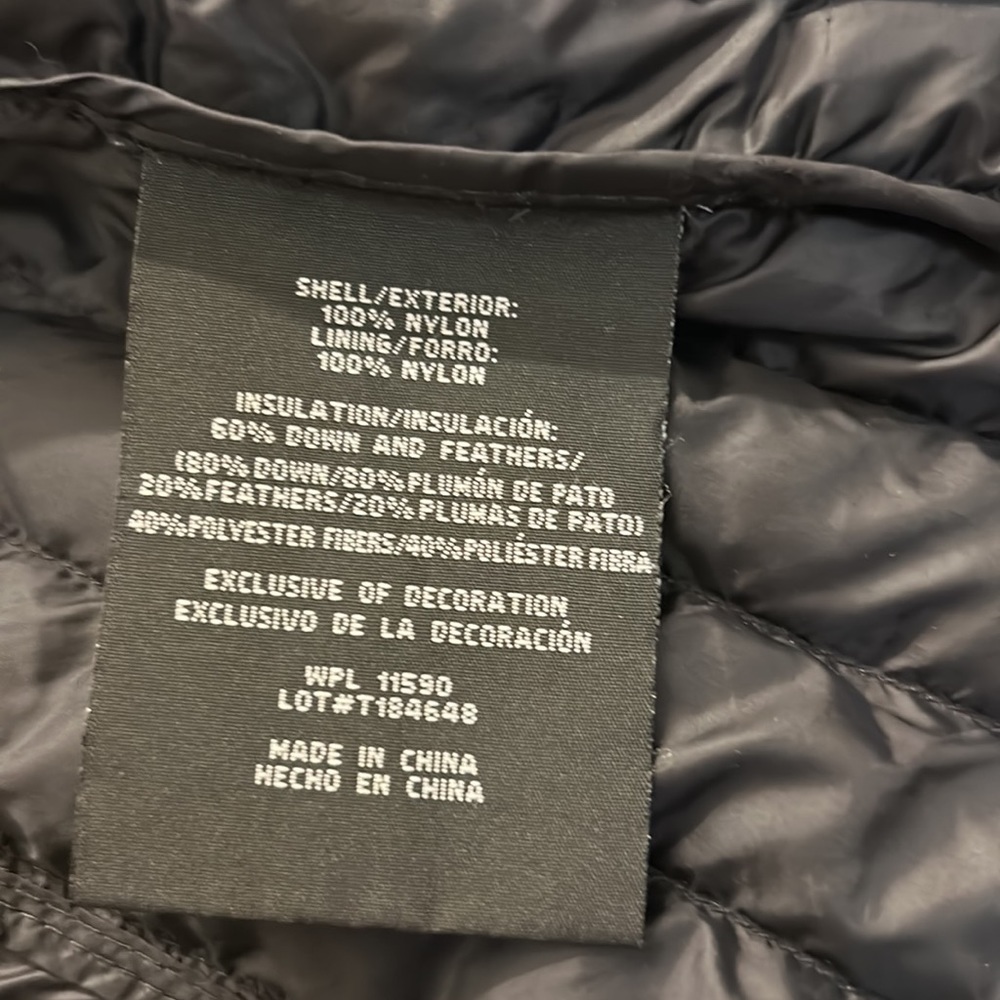 SHELL/EXTERIOR:
100% NYLON
LINING/FORRO:
100% NYLON
INSULATION/INSULACIÓN:
60% DOWN AND FEATHERS/
(80% DOWN/80% PLUMÓN DE PATO
20% FEATHERS/20% PLUMAS DE PATO)
40% POLYESTER FIBERS/40% POLIÉSTER FIBRA
EXCLUSIVE OF DECORATION
EXCLUSIVO DE LA DECORACIÓN
WPL 11590
LOT#T184648
MADE IN CHINA
HECHO EN CHINA